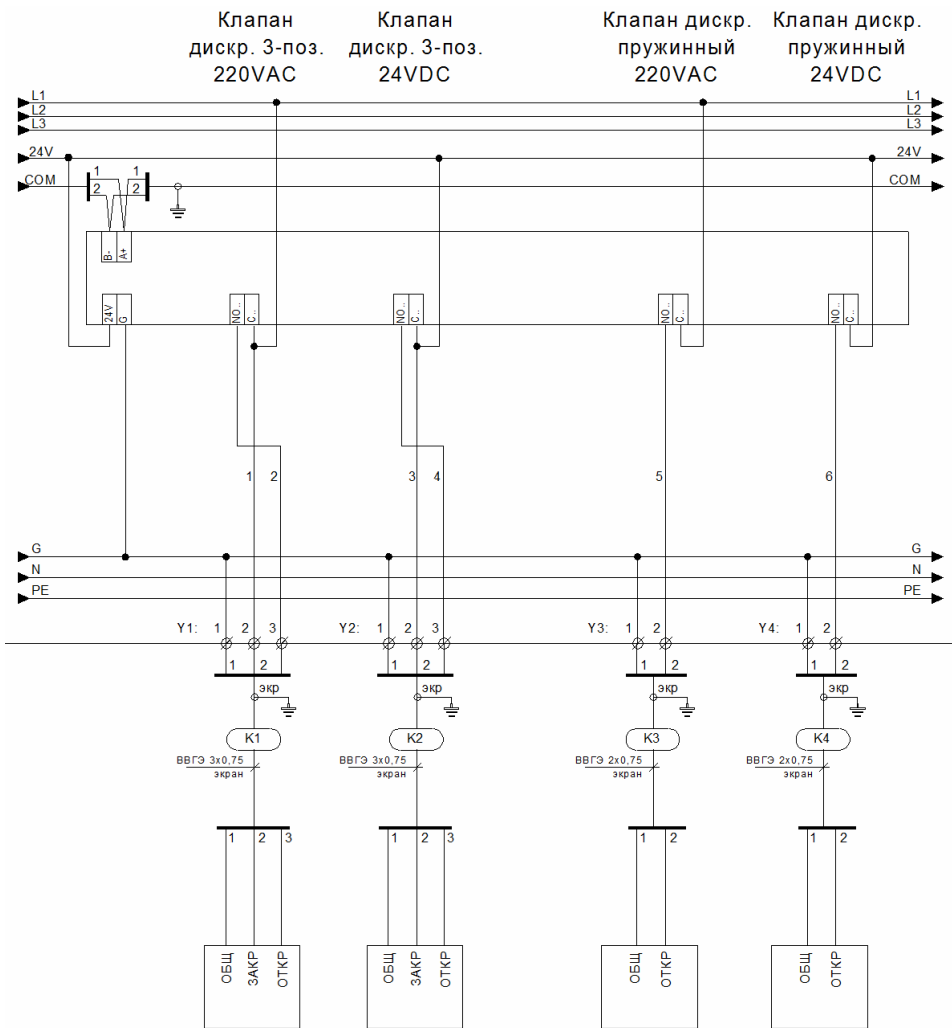 Клапан
дискр. 3-поз.
220VAC
Клапан
дискр. 3-поз.
24VDC
Клапан дискр.
пружинный
220VAC
Клапан дискр.
пружинный
24VDC
L1 L1
L2 L2
L3 L3
24V 24V
COM COM
1 1
2 2
B- A+
24V G NO.. C.. NO.. C.. NO.. C.. NO.. C..
1 2 3 4 5 6
G G
N N
PE PE
Y1: 1 2 3 Y2: 1 2 3 Y3: 1 2 Y4: 1 2
1 2 1 2 1 2 1 2
экр экр экр экр
K1 K2 K3 K4
ВВГЭ 3x0,75 ВВГЭ 3x0,75 ВВГЭ 2x0,75 ВВГЭ 2x0,75
экран экран экран экран
1 2 3 1 2 3 1 2 1 2
ОБЩ ЗАКР ОТКР ОБЩ ЗАКР ОТКР ОБЩ ОТКР ОБЩ ОТКР